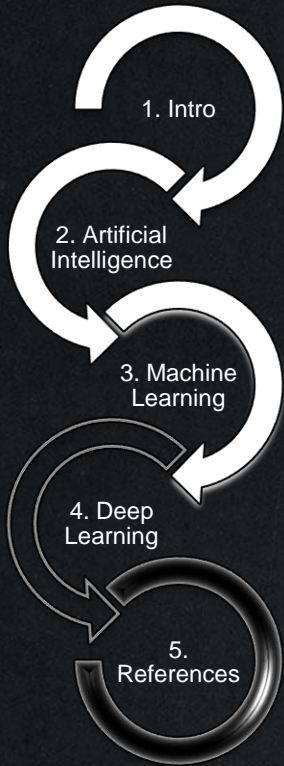 1. Intro
2. Artificial
Intelligence
3. Machine
Learning
4. Deep
Learning
5.
References